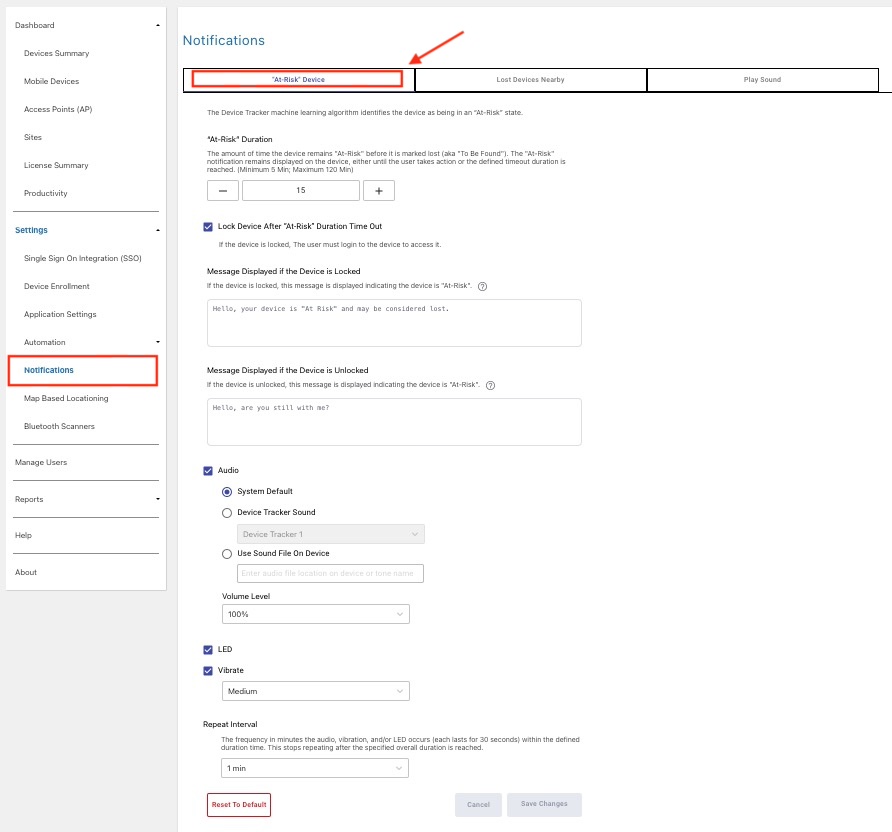 Dashboard
Devices Summary
Mobile Devices
Access Points (AP)
Sites
License Summary
Productivity
Settings
Single Sign On Integration (SSO)
Device Enrollment
Application Settings
Automation
Notifications
Map Based Locationing
Bluetooth Scanners
Manage Users
Reports
Help
About
Notifications
"At-Risk" Device
Lost Devices Nearby
Play Sound
The Device Tracker machine learning algorithm identifies the device as being in an "At-Risk" state.
"At-Risk" Duration
The amount of time the device remains "At-Risk" before it is marked lost (aka "To Be Found"). The "At-Risk"
notification remains displayed on the device, either until the user takes action or the defined timeout duration is
reached. (Minimum 5 Min; Maximum 120 Min)
15
Lock Device After "At-Risk" Duration Time Out
If the device is locked, The user must login to the device to access it.
Message Displayed if the Device is Locked
If the device is locked, this message is displayed indicating the device is "At-Risk".
Hello, your device is "At Risk" and may be considered lost.
Message Displayed if the Device is Unlocked
If the device is unlocked, this message is displayed indicating the device is "At-Risk".
Hello, are you still with me?
Audio
System Default
Device Tracker Sound
Device Tracker 1
Use Sound File On Device
Enter audio file location on device or tone name
Volume Level
100%
LED
Vibrate
Medium
Repeat Interval
The frequency in minutes the audio, vibration, and/or LED occurs (each lasts for 30 seconds) within the defined
duration time. This stops repeating after the specified overall duration is reached.
1 min
Reset To Default
Cancel
Save Changes